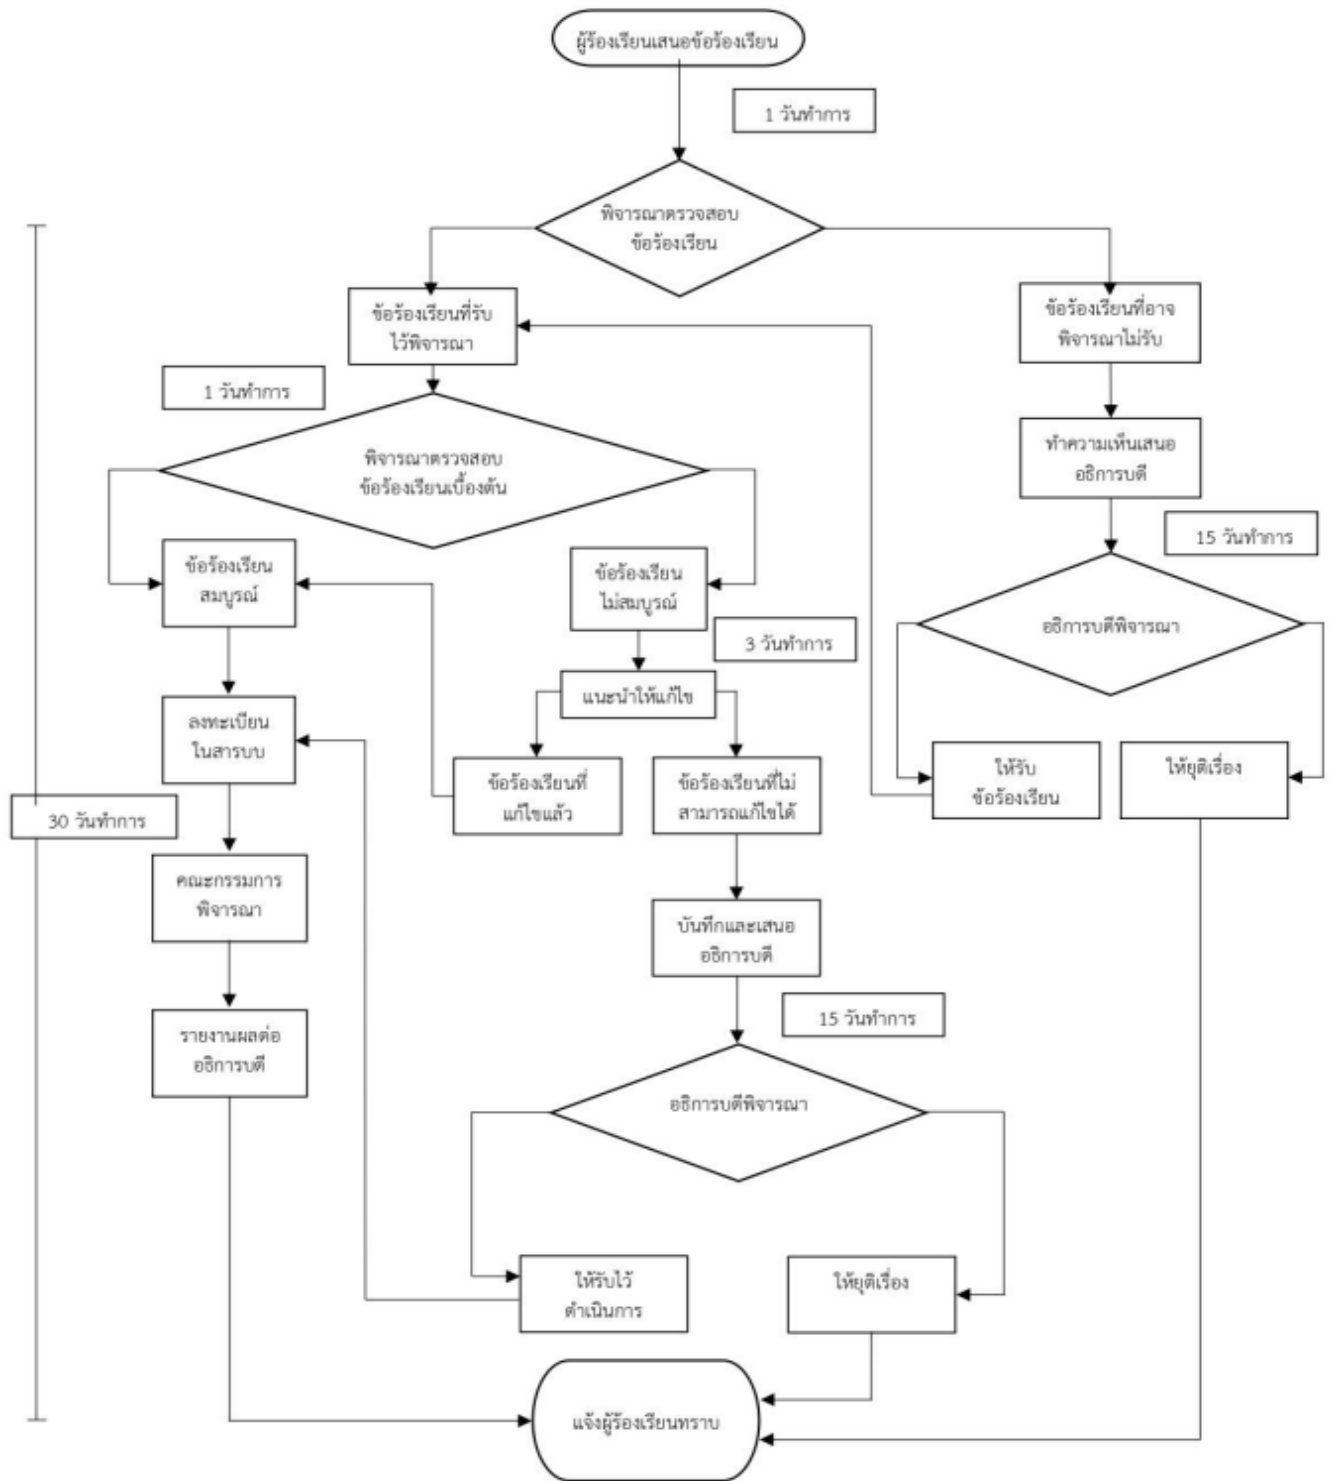 ผู้ร้องเรียนเสนอข้อร้องเรียน
1 วันทำการ
พิจารณาตรวจสอบ
ข้อร้องเรียน
ข้อร้องเรียนที่รับ
ไว้พิจารณา
ข้อร้องเรียนที่อาจ
พิจารณาไม่รับ
1 วันทำการ
พิจารณาตรวจสอบ
ข้อร้องเรียนเบื้องต้น
ทำความเห็นเสนอ
อธิการบดี
15 วันทำการ
ข้อร้องเรียน
สมบูรณ์
ข้อร้องเรียน
ไม่สมบูรณ์
อธิการบดีพิจารณา
3 วันทำการ
แนะนำให้แก้ไข
ลงทะเบียน
ในสารบบ
ข้อร้องเรียนที่
แก้ไขแล้ว
ข้อร้องเรียนที่ไม่
สามารถแก้ไขได้
ให้รับ
ข้อร้องเรียน
ให้ยุติเรื่อง
30 วันทำการ
คณะกรรมการ
พิจารณา
บันทึกและเสนอ
อธิการบดี
15 วันทำการ
รายงานผลต่อ
อธิการบดี
อธิการบดีพิจารณา
ให้รับไว้
ดำเนินการ
ให้ยุติเรื่อง
แจ้งผู้ร้องเรียนทราบ